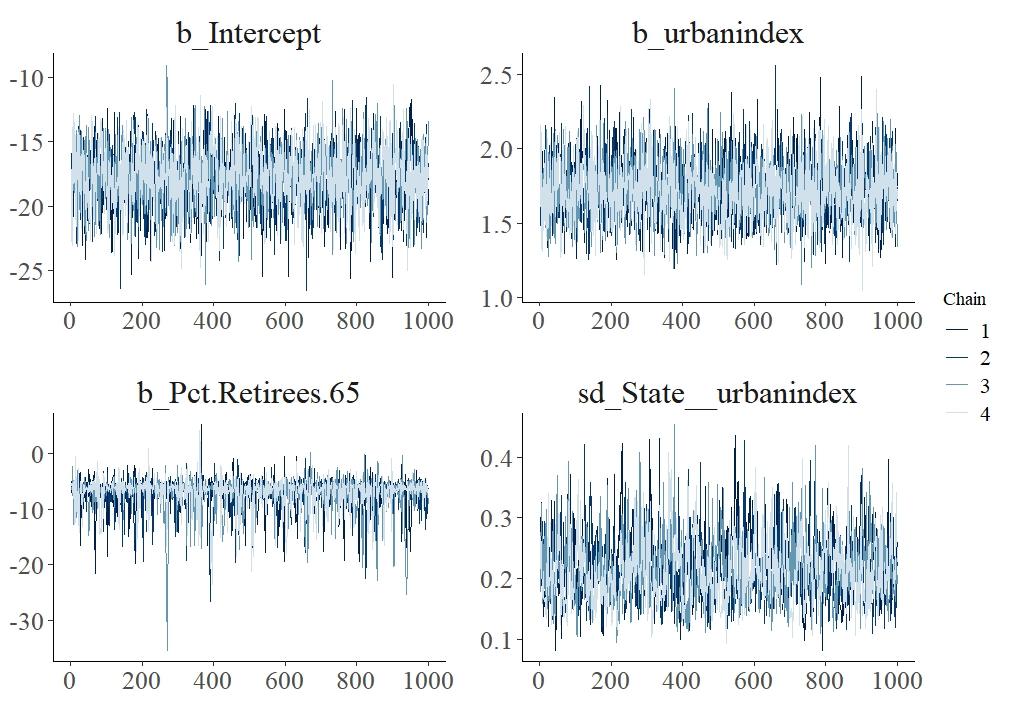 b_Intercept
-10
-15
-20
-25
0 200 400 600 800 1000
b_urbanindex
2.5
2.0
1.5
1.0
0 200 400 600 800 1000
b_Pct.Retirees.65
0
-10
-20
-30
0 200 400 600 800 1000
sd_State__urbanindex
0.4
0.3
0.2
0.1
0 200 400 600 800 1000
Chain
1
2
3
4